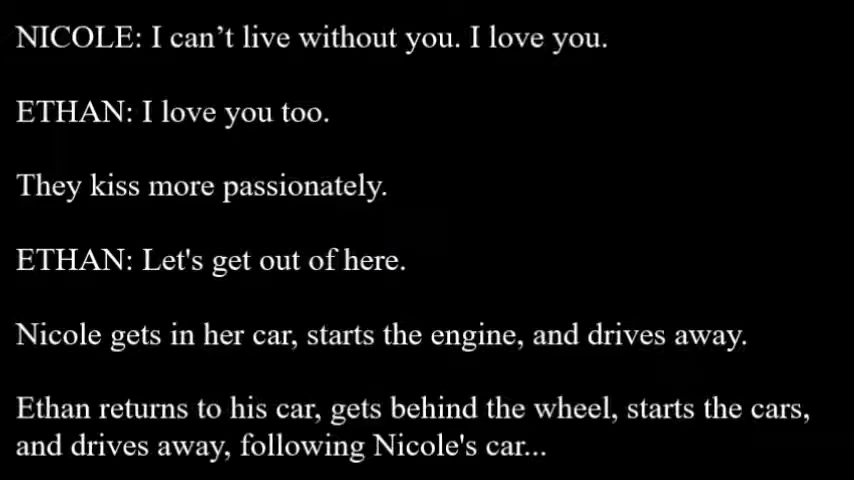 NICOLE: I can’t live without you. I love you.
ETHAN: I love you too.
They kiss more passionately.
ETHAN: Let's get out of here.
Nicole gets in her car, starts the engine, and drives away.
Ethan returns to his car, gets behind the wheel, starts the cars,
and drives away, following Nicole's car...